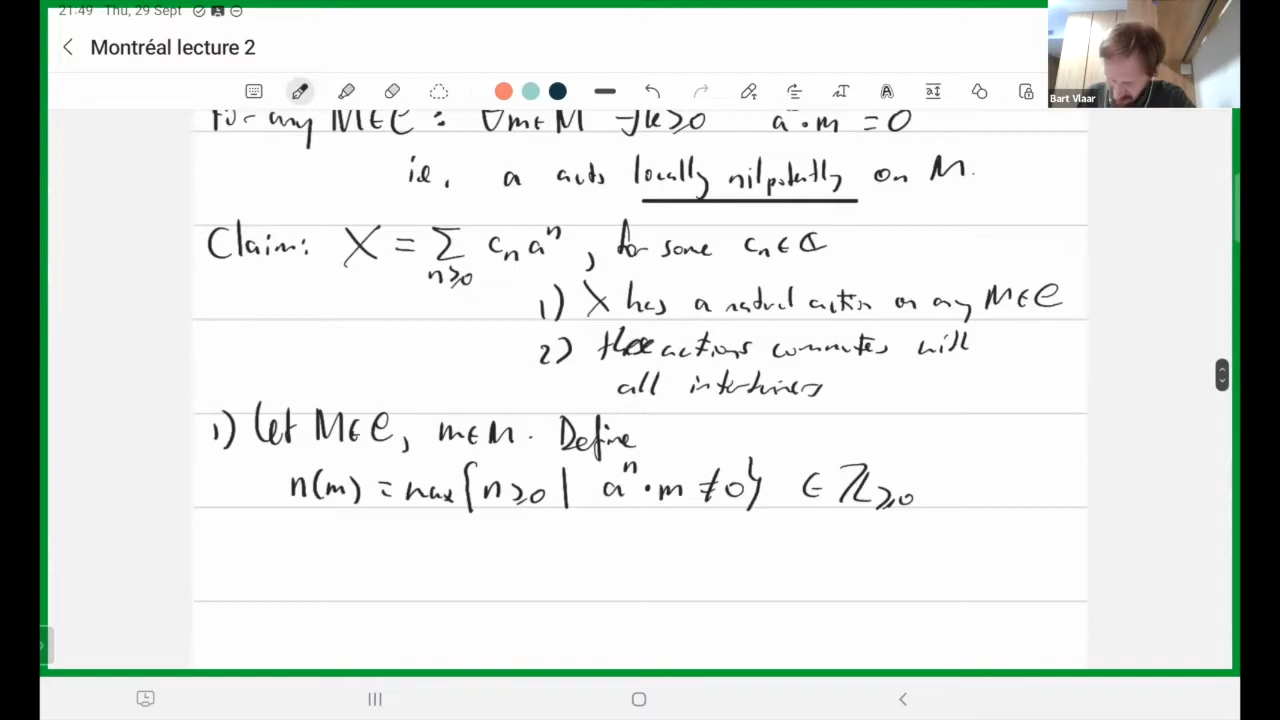 21:49 Thu, 29 Sept
Montréal lecture 2
Bart Vlaar
For any M∈C : ∀m∈M ∃k≥0 a^k·m = 0
i.e. a acts locally nilpotently on M.
Claim: X = Σ_{n≥0} c_n a^n , for some c_n ∈ ℂ
1) X has a natural action on any M∈C
2) these actions commutes with
all intertwiners
1) Let M∈C, m∈M. Define
n(m) = max{n≥0 | a^n·m ≠0} ∈ ℤ_{≥0}